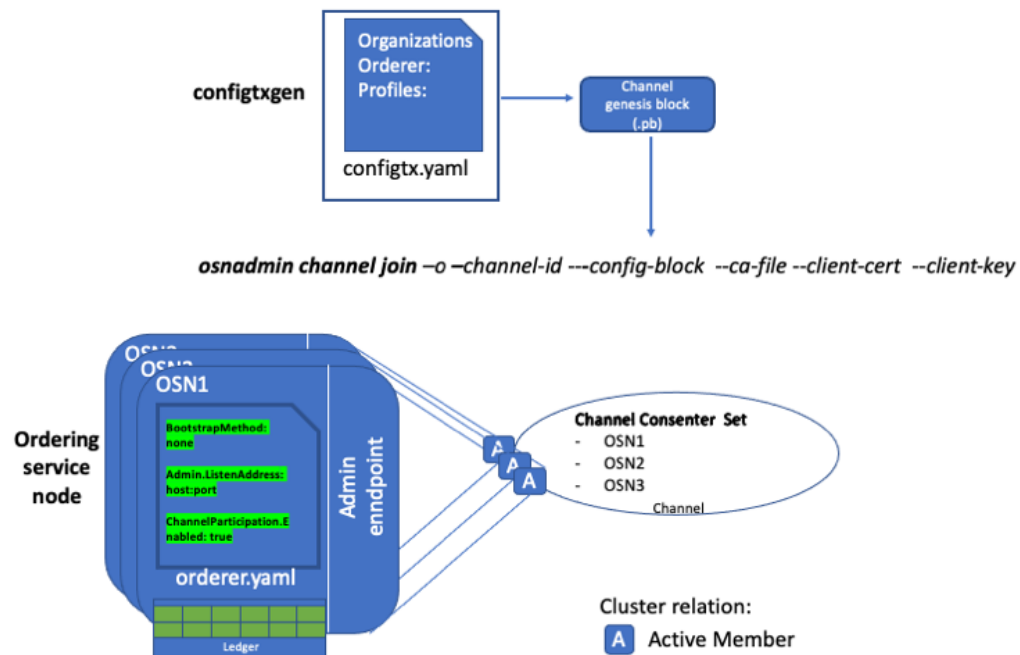 Organizations
Orderer:
Profiles:
configtxgen
configtx.yaml
Channel
genesis block
(.pb)
osnadmin channel join –o –channel-id ---config-block --ca-file --client-cert --client-key
OSN1
BootstrapMethod:
none
Admin.ListenAddress:
host:port
ChannelParticipation.E
nabled: true
orderer.yaml
Ledger
Admin
enndpoint
Ordering
service
node
A
A
A
Channel Consenter Set
- OSN1
- OSN2
- OSN3
Channel
Cluster relation:
A Active Member